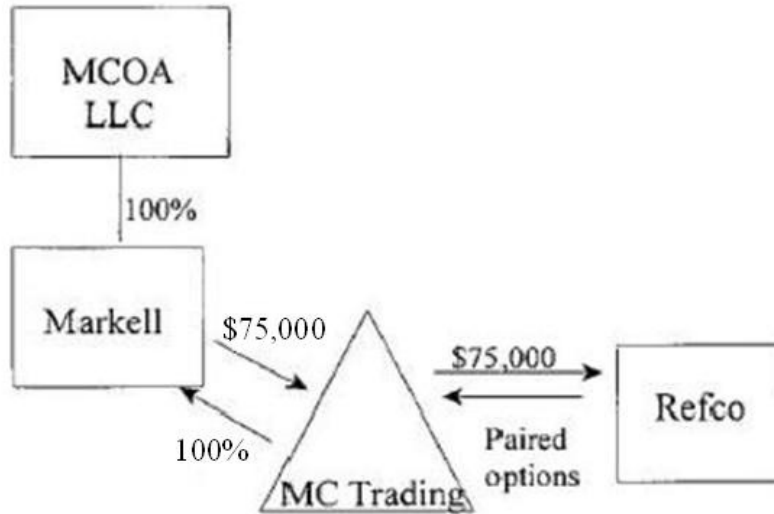 MCOA
LLC
100%
Markell
$75,000
100%
MC Trading
$75,000
Paired
options
Refco